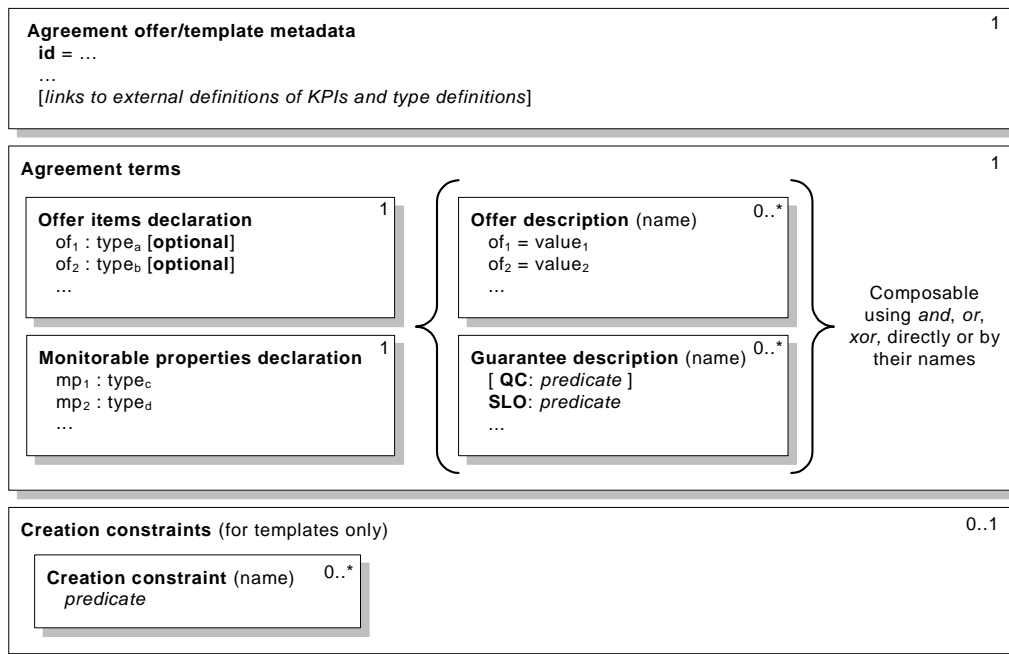 Agreement offer/template metadata 1
id = ...
...
[links to external definitions of KPIs and type definitions]
Agreement terms 1
Offer items declaration 1
of₁ : typeₐ [optional]
of₂ : type_b [optional]
...
Monitorable properties declaration 1
mp₁ : type_c
mp₂ : type_d
...
Offer description (name) 0..*
of₁ = value₁
of₂ = value₂
...
Guarantee description (name) 0..*
[ QC: predicate ]
SLO: predicate
...
Composable
using and, or,
xor, directly or by
their names
Creation constraints (for templates only) 0..1
Creation constraint (name) 0..*
predicate